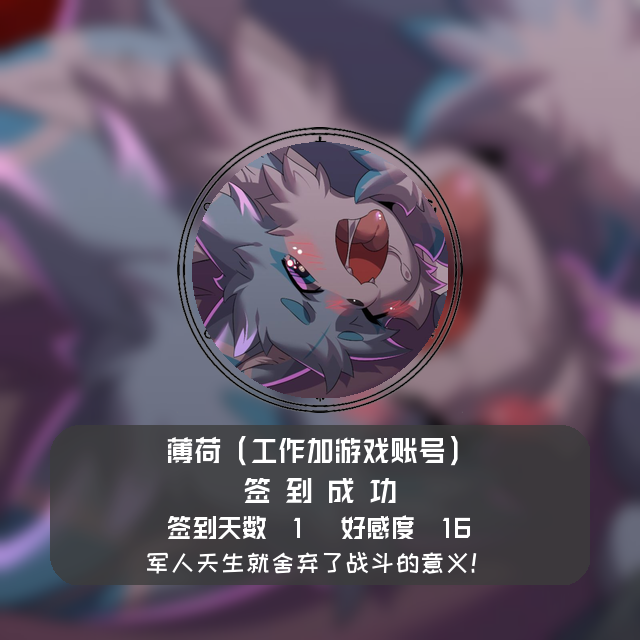 薄荷（工作加游戏账号）
签 到 成 功
签到天数 1 好感度 16
军人天生就舍弃了战斗的意义！